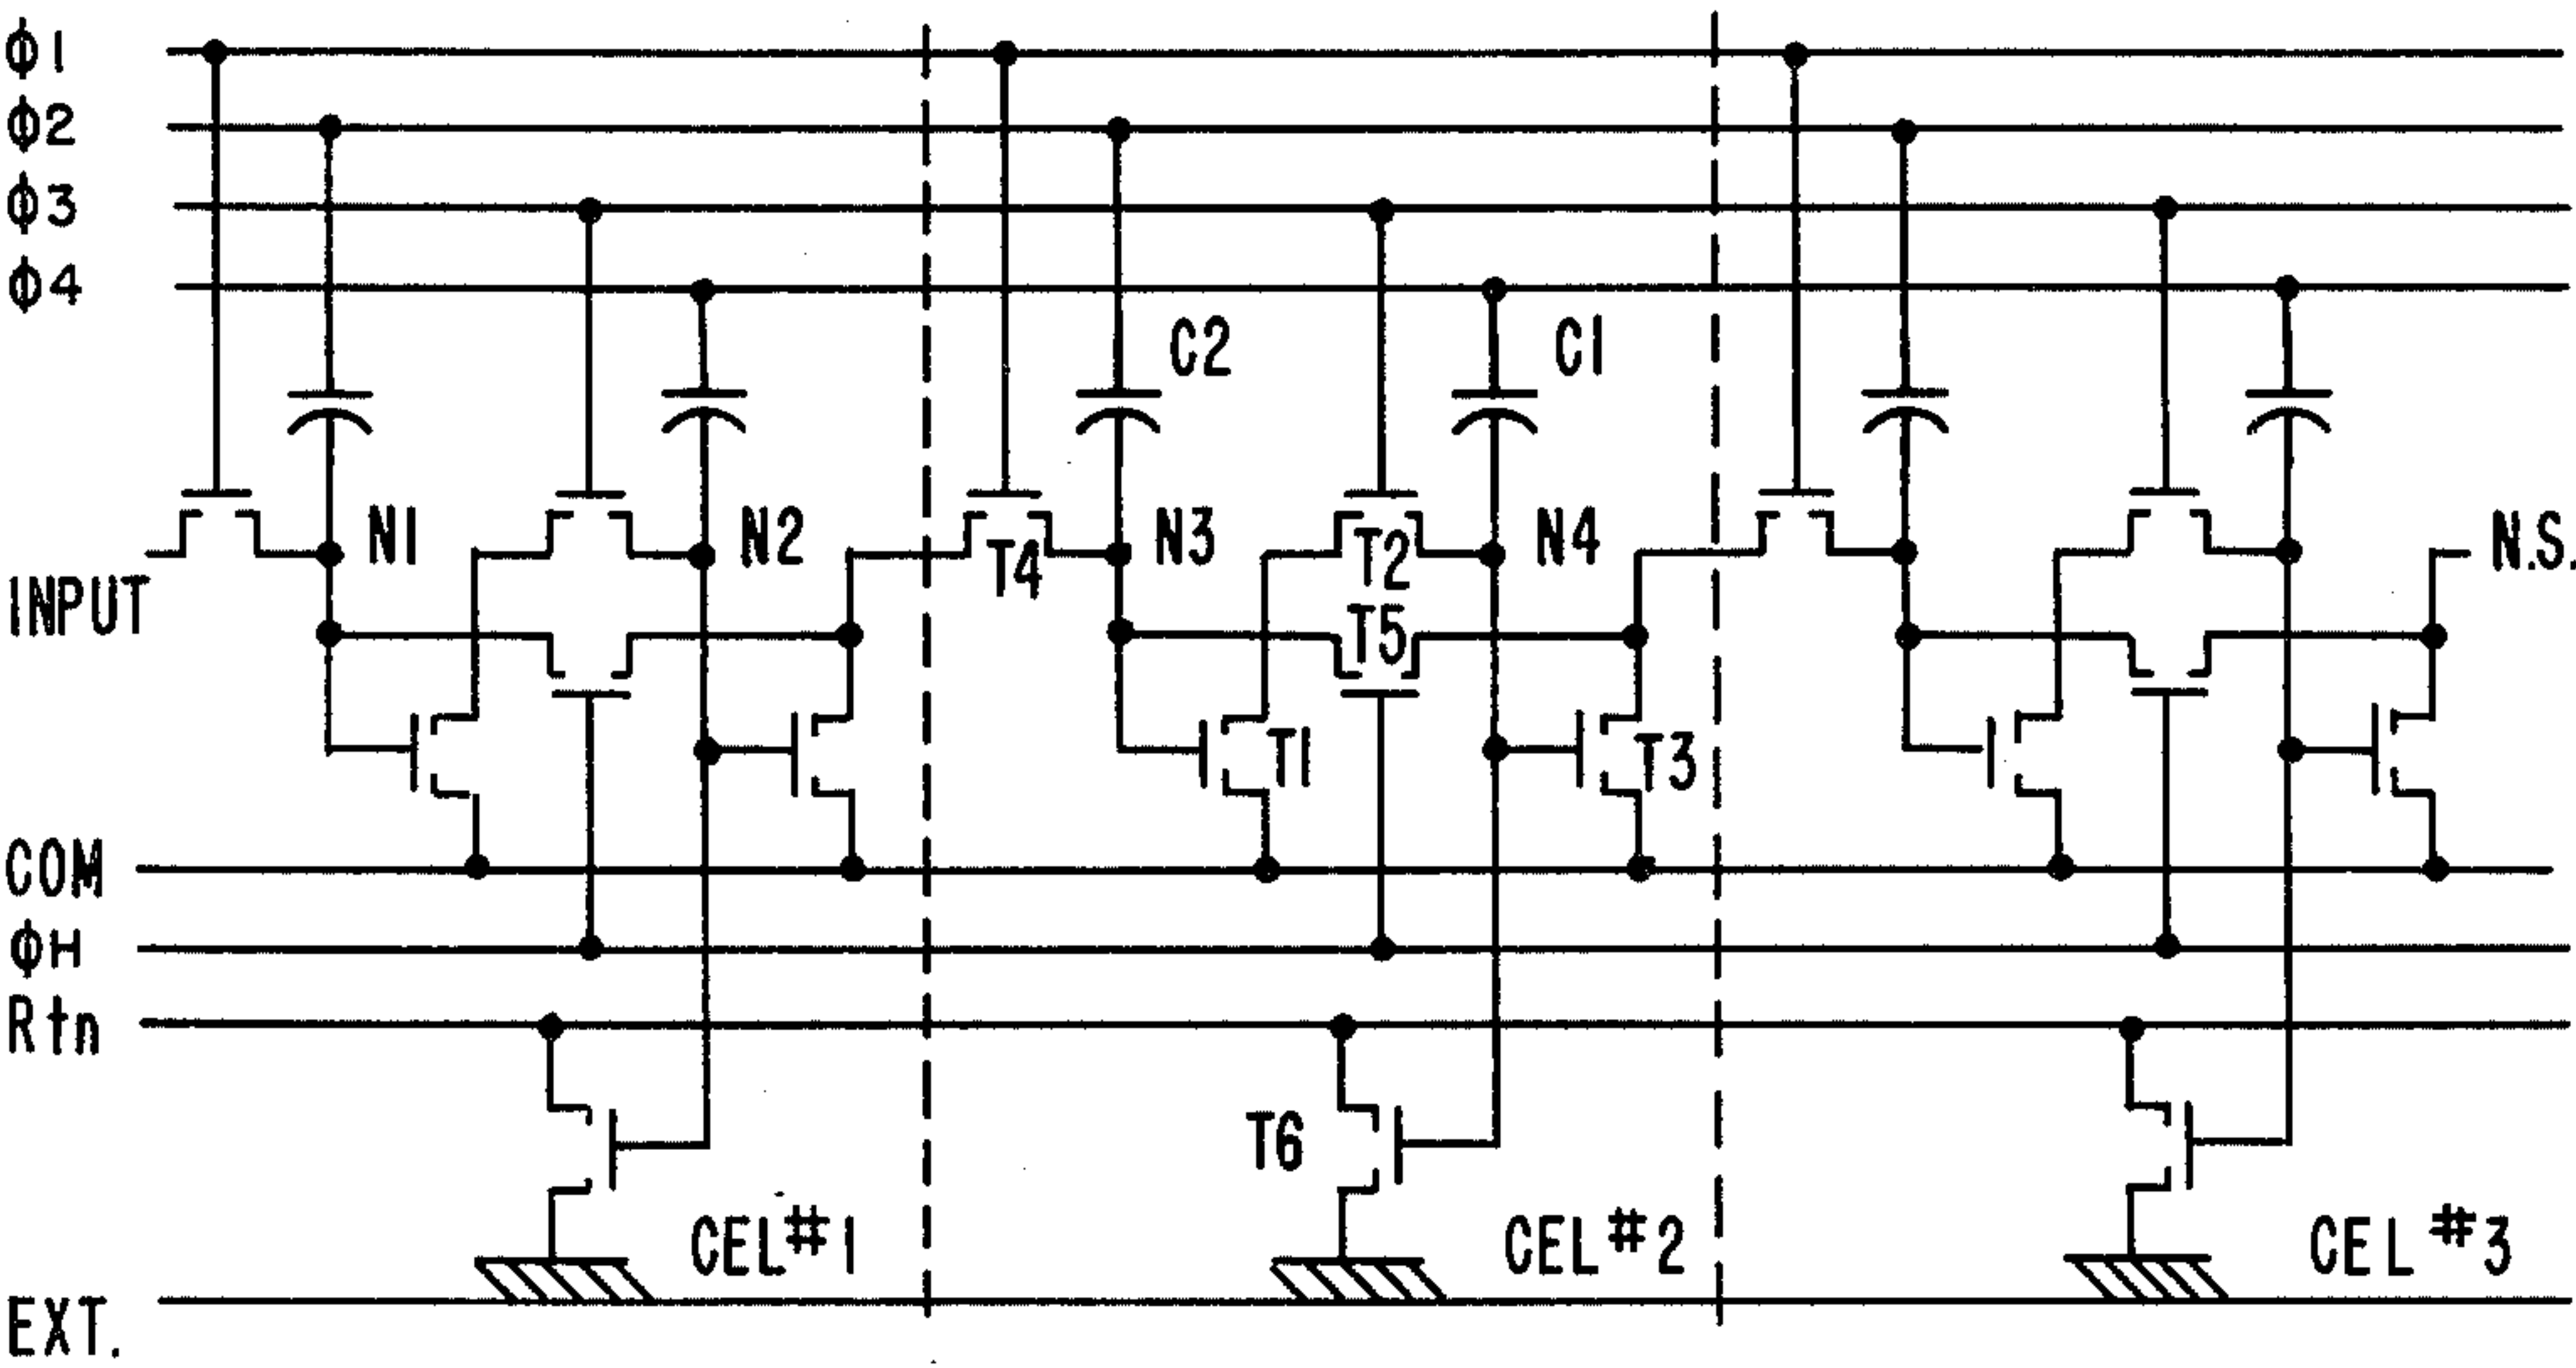 ϕ1
ϕ2
ϕ3
ϕ4
C2
C1
N1
N2
T4
N3
T2
N4
N.S.
INPUT
T5
T1
T3
COM
ϕH
Rtn
T6
CEL#1
CEL#2
CEL#3
EXT.